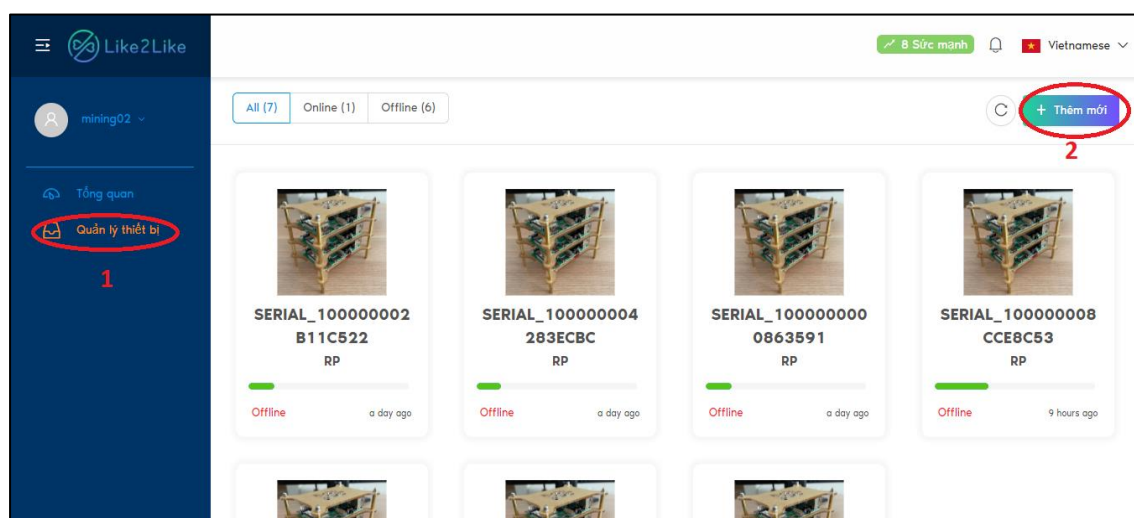 Like2Like
8 Sức mạnh
Vietnamese
mining02
All (7)
Online (1)
Offline (6)
+ Thêm mới
2
Tổng quan
Quản lý thiết bị
1
SERIAL_100000002
B11C522
RP
Offline
a day ago
SERIAL_100000004
283ECBC
RP
Offline
a day ago
SERIAL_100000000
0863591
RP
Offline
a day ago
SERIAL_100000008
CCE8C53
RP
Offline
9 hours ago